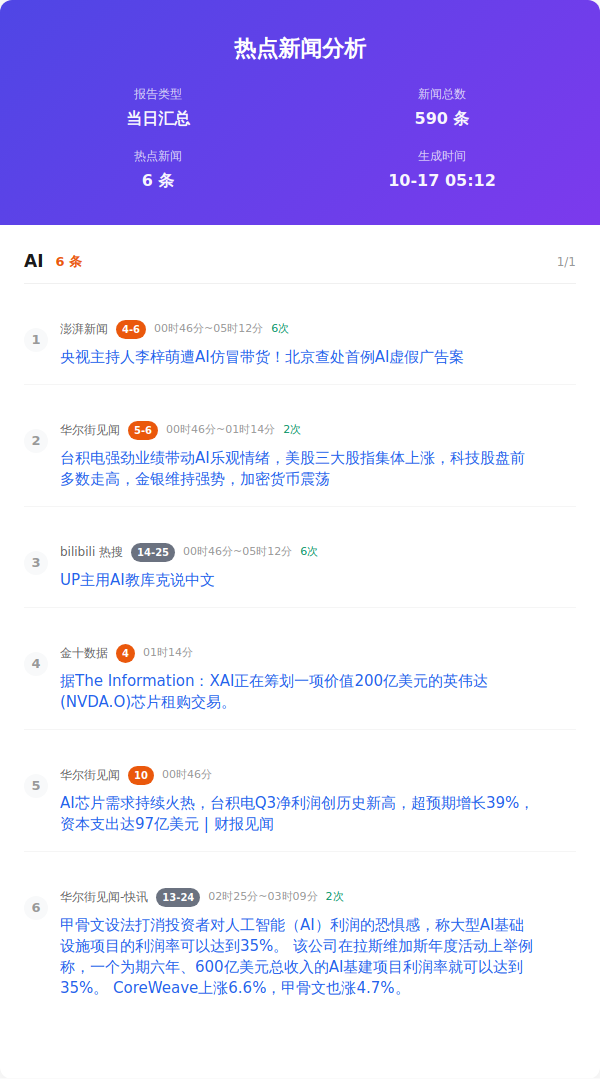 热点新闻分析
报告类型
新闻总数
当日汇总
590 条
热点新闻
生成时间
6 条
10-17 05:12
AI 6 条 1/1
1
澎湃新闻 4-6 00时46分~05时12分 6次
央视主持人李梓萌遭AI仿冒带货！北京查处首例AI虚假广告案
2
华尔街见闻 5-6 00时46分~01时14分 2次
台积电强劲业绩带动AI乐观情绪，美股三大股指集体上涨，科技股盘前
多数走高，金银维持强势，加密货币震荡
3
bilibili 热搜 14-25 00时46分~05时12分 6次
UP主用AI教库克说中文
4
金十数据 4 01时14分
据The Information：XAI正在筹划一项价值200亿美元的英伟达
(NVDA.O)芯片租购交易。
5
华尔街见闻 10 00时46分
AI芯片需求持续火热，台积电Q3净利润创历史新高，超预期增长39%，
资本支出达97亿美元 | 财报见闻
6
华尔街见闻-快讯 13-24 02时25分~03时09分 2次
甲骨文设法打消投资者对人工智能（AI）利润的恐惧感，称大型AI基础
设施项目的利润率可以达到35%。 该公司在拉斯维加斯年度活动上举例
称，一个为期六年、600亿美元总收入的AI基建项目利润率就可以达到
35%。 CoreWeave上涨6.6%，甲骨文也涨4.7%。